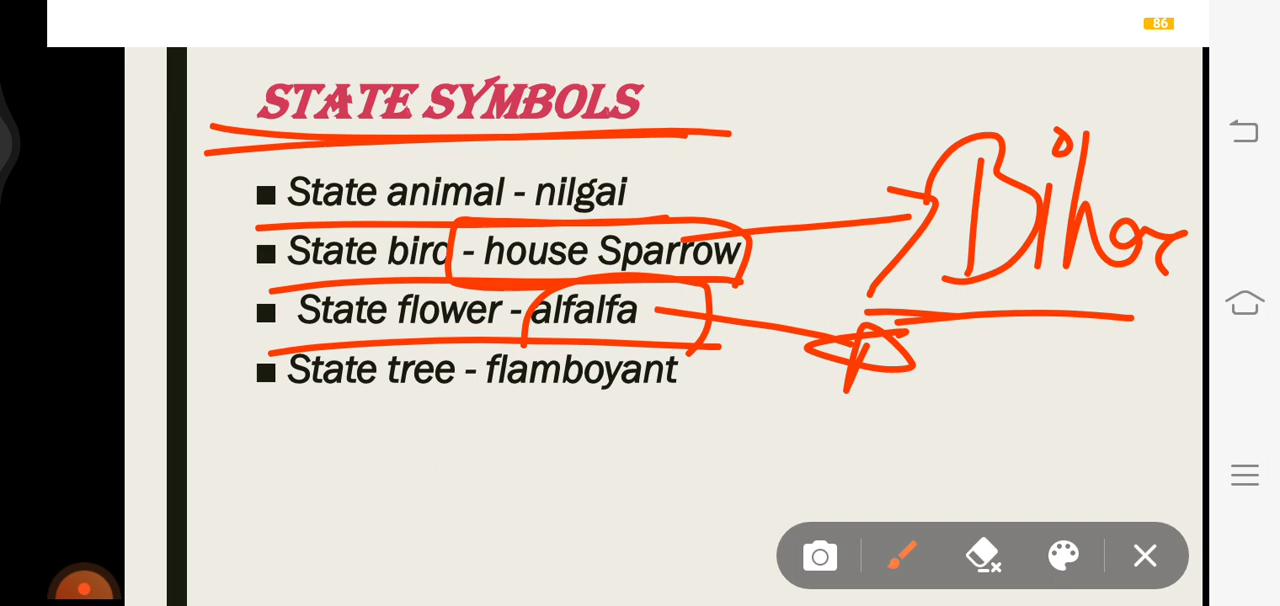 86
STATE SYMBOLS
■ State animal - nilgai
■ State bird - house Sparrow
■ State flower - alfalfa
■ State tree - flamboyant
Bihar